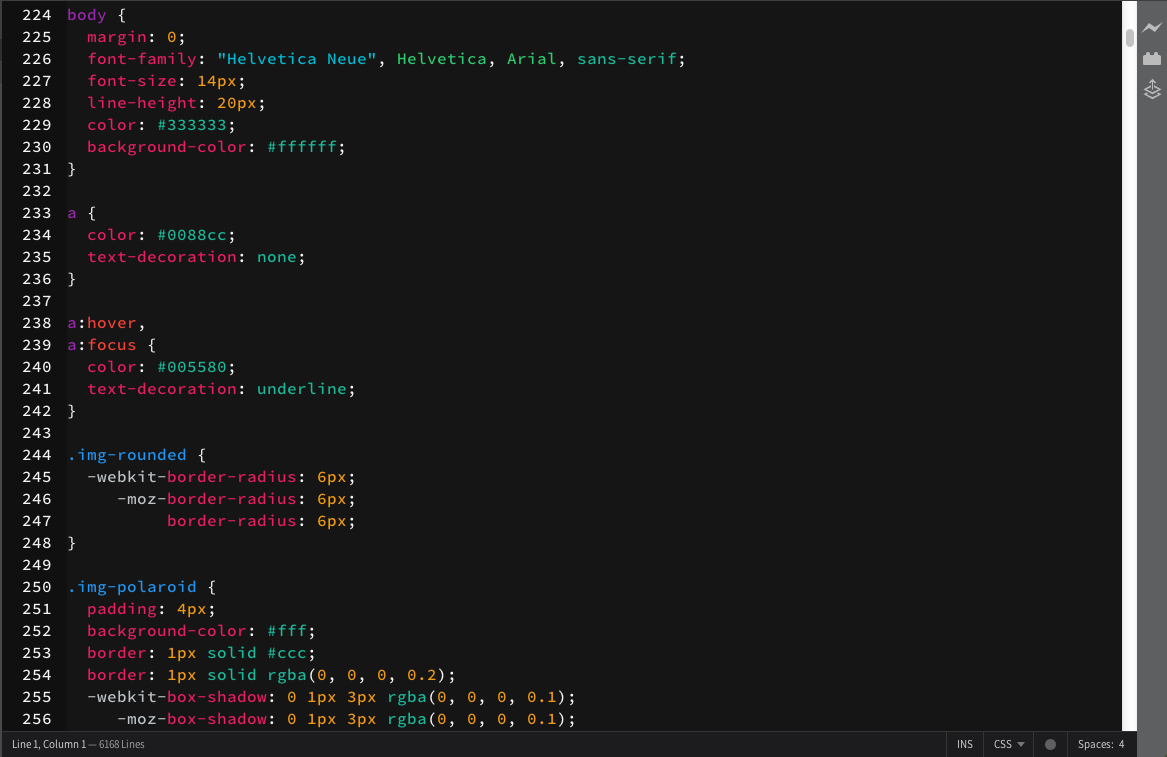 224 body {
225   margin: 0;
226   font-family: "Helvetica Neue", Helvetica, Arial, sans-serif;
227   font-size: 14px;
228   line-height: 20px;
229   color: #333333;
230   background-color: #ffffff;
231 }
232
233 a {
234   color: #0088cc;
235   text-decoration: none;
236 }
237
238 a:hover,
239 a:focus {
240   color: #005580;
241   text-decoration: underline;
242 }
243
244 .img-rounded {
245   -webkit-border-radius: 6px;
246      -moz-border-radius: 6px;
247           border-radius: 6px;
248 }
249
250 .img-polaroid {
251   padding: 4px;
252   background-color: #fff;
253   border: 1px solid #ccc;
254   border: 1px solid rgba(0, 0, 0, 0.2);
255   -webkit-box-shadow: 0 1px 3px rgba(0, 0, 0, 0.1);
256      -moz-box-shadow: 0 1px 3px rgba(0, 0, 0, 0.1);
Line 1, Column 1 — 6168 Lines INS CSS Spaces: 4